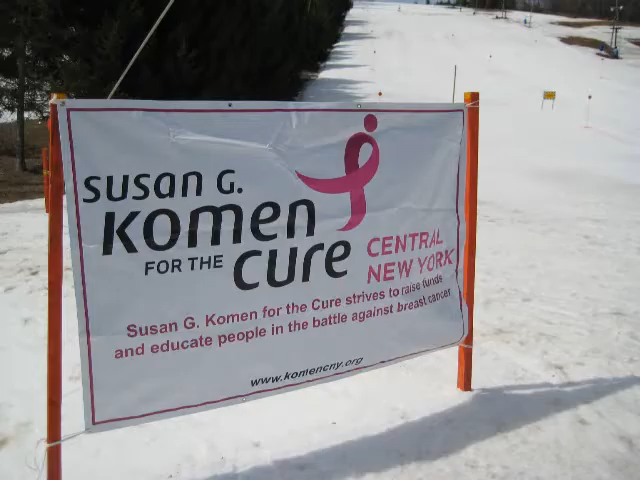 susan G.
Komen
FOR THE cure
CENTRAL
NEW YORK
Susan G. Komen for the Cure strives to raise funds
and educate people in the battle against breast cancer
www.komencny.org